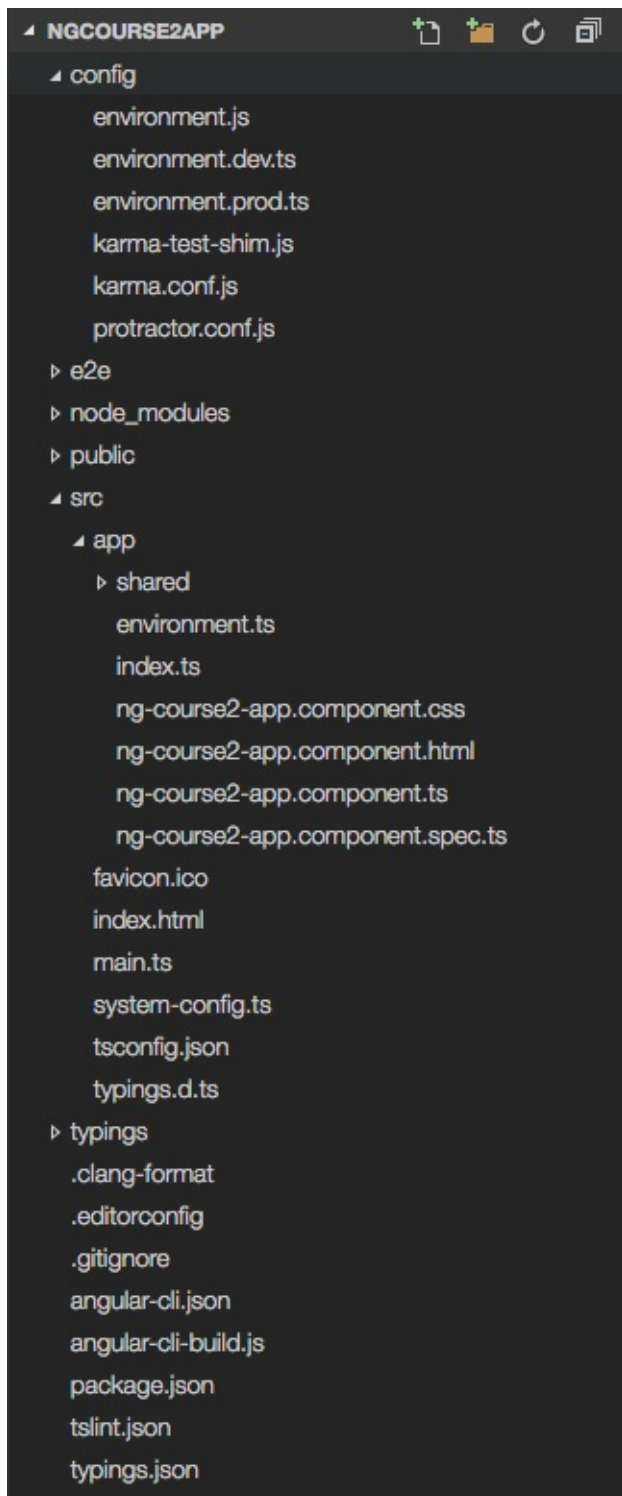 NGCOURSE2APP
config
environment.js
environment.dev.ts
environment.prod.ts
karma-test-shim.js
karma.conf.js
protractor.conf.js
e2e
node_modules
public
src
app
shared
environment.ts
index.ts
ng-course2-app.component.css
ng-course2-app.component.html
ng-course2-app.component.ts
ng-course2-app.component.spec.ts
favicon.ico
index.html
main.ts
system-config.ts
tsconfig.json
typings.d.ts
typings
.clang-format
.editorconfig
.gitignore
angular-cli.json
angular-cli-build.js
package.json
tslint.json
typings.json